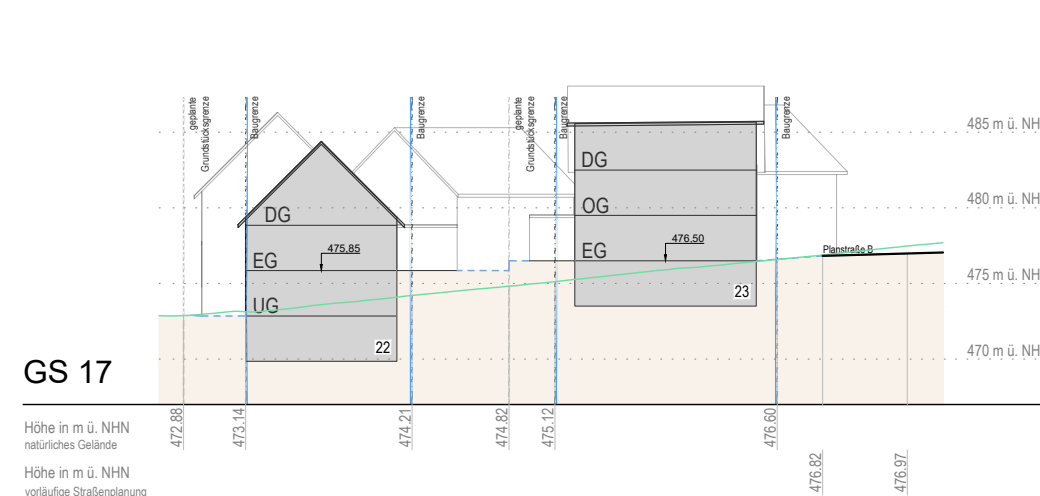 geplante
Grundstücksgrenze
Baugrenze
Baugrenze
geplante
Grundstücksgrenze
Baugrenze
Baugrenze
485 m ü. NH
480 m ü. NH
475 m ü. NH
470 m ü. NH
DG
EG
475,85
UG
22
DG
OG
EG
476,50
23
Planstraße B
GS 17
Höhe in m ü. NHN
natürliches Gelände
472.88
473.14
474.21
474.82
475.12
476.60
Höhe in m ü. NHN
vorläufige Straßenplanung
476.82
476.97